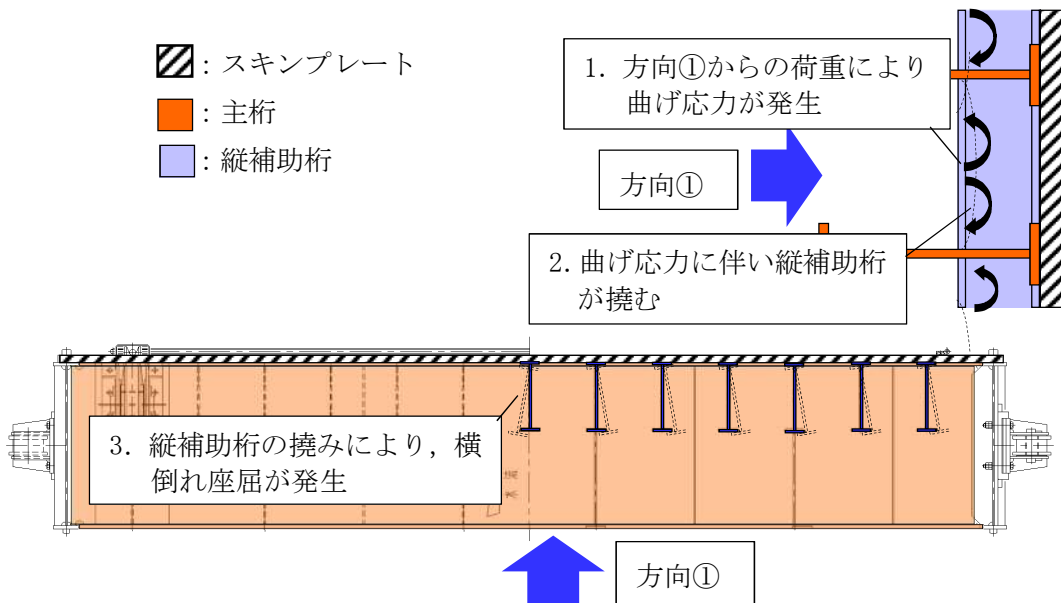 ：スキンプレート
：主桁
：縦補助桁
1．方向①からの荷重により
曲げ応力が発生
方向①
2．曲げ応力に伴い縦補助桁
が撓む
3．縦補助桁の撓みにより，横
倒れ座屈が発生
方向①